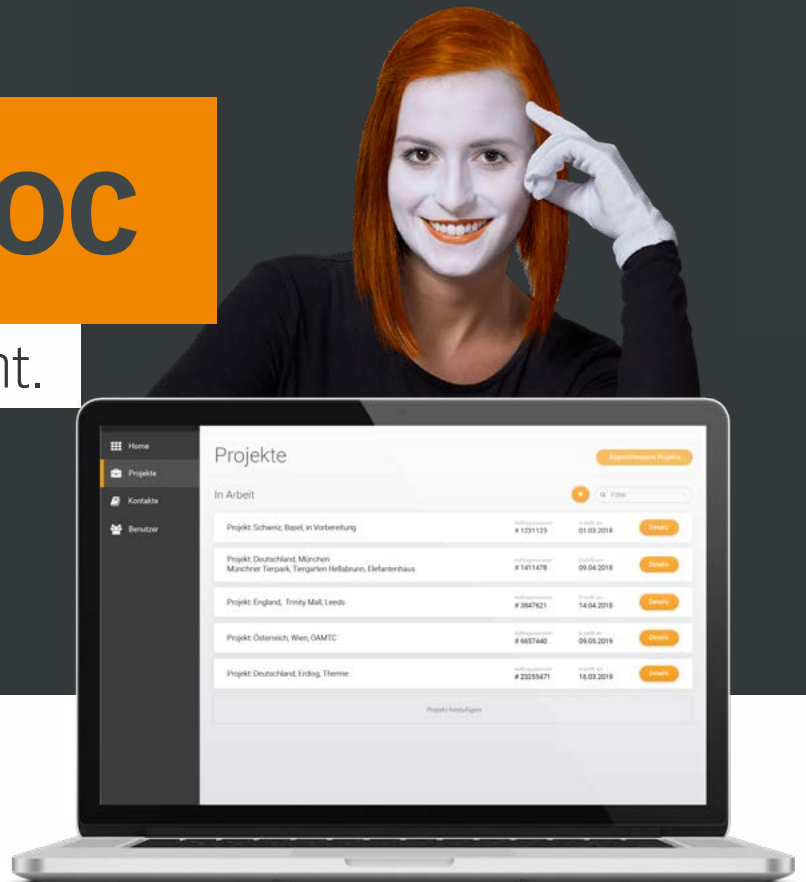 oc
nt.
Home
Projekte
Kontakte
Benutzer
Projekte
Abgeschlossene Projekte
In Arbeit
+
Filter
Projekt: Schweiz, Basel, in Vorbereitung
# 1231123
01.03.2018
Details
Projekt: Deutschland, München
Münchner Tierpark, Tiergarten Hellabrunn, Elefantenhaus
# 1411478
09.04.2018
Details
Projekt: England, Trinity Mall, Leeds
# 3847621
14.04.2018
Details
Projekt: Österreich, Wien, ÖAMTC
# 6657440
09.05.2019
Details
Projekt: Deutschland, Erding, Therme
# 23255471
16.03.2019
Details
Projekt hinzufügen